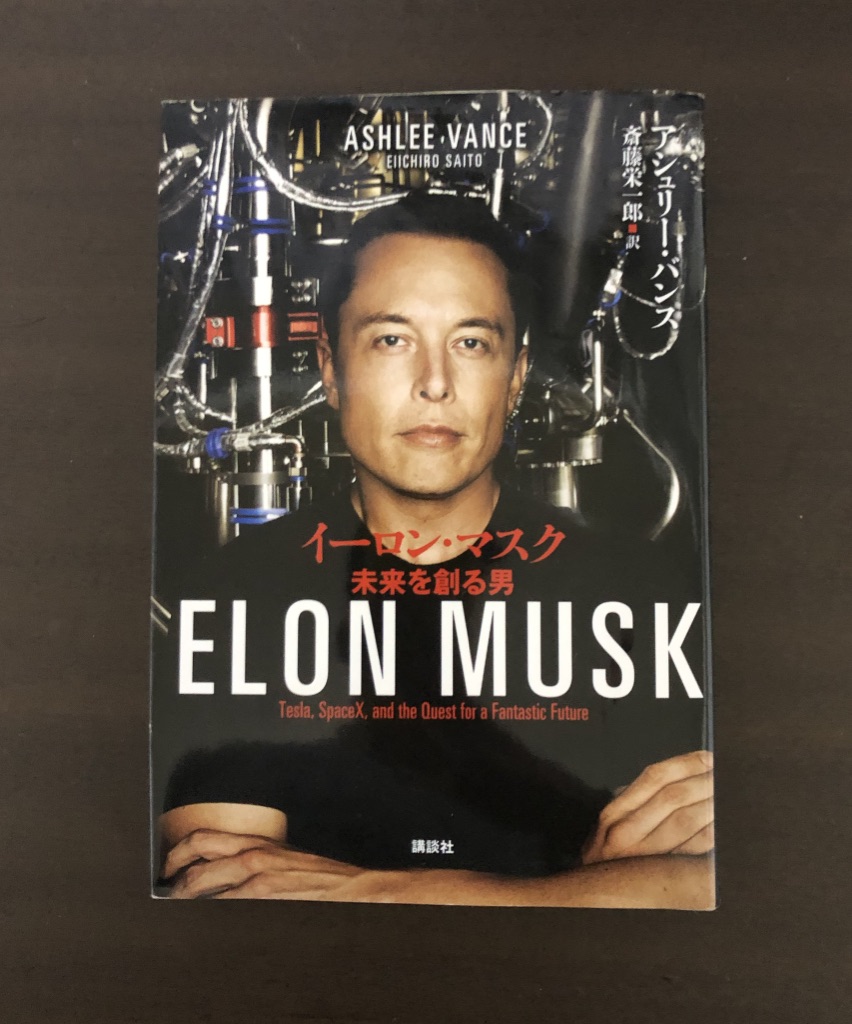 ASHLEE VANCE
EIICHIRO SAITO
アシュリー・バンス
斎藤栄一郎■訳
イーロン・マスク
未来を創る男
ELON MUSK
Tesla, SpaceX, and the Quest for a Fantastic Future
講談社